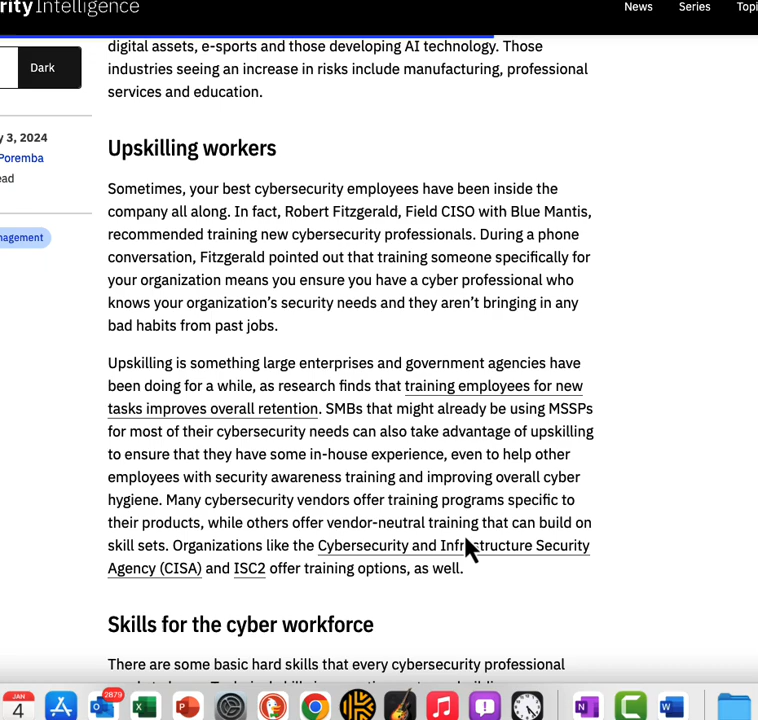 rity Intelligence
News Series Topi
digital assets, e-sports and those developing AI technology. Those
Dark
industries seeing an increase in risks include manufacturing, professional
services and education.
y 3, 2024
Poremba
ead
nagement
Upskilling workers
Sometimes, your best cybersecurity employees have been inside the
company all along. In fact, Robert Fitzgerald, Field CISO with Blue Mantis,
recommended training new cybersecurity professionals. During a phone
conversation, Fitzgerald pointed out that training someone specifically for
your organization means you ensure you have a cyber professional who
knows your organization’s security needs and they aren’t bringing in any
bad habits from past jobs.
Upskilling is something large enterprises and government agencies have
been doing for a while, as research finds that training employees for new
tasks improves overall retention. SMBs that might already be using MSSPs
for most of their cybersecurity needs can also take advantage of upskilling
to ensure that they have some in-house experience, even to help other
employees with security awareness training and improving overall cyber
hygiene. Many cybersecurity vendors offer training programs specific to
their products, while others offer vendor-neutral training that can build on
skill sets. Organizations like the Cybersecurity and Infrastructure Security
Agency (CISA) and ISC2 offer training options, as well.
Skills for the cyber workforce
There are some basic hard skills that every cybersecurity professional
JAN
4
2879